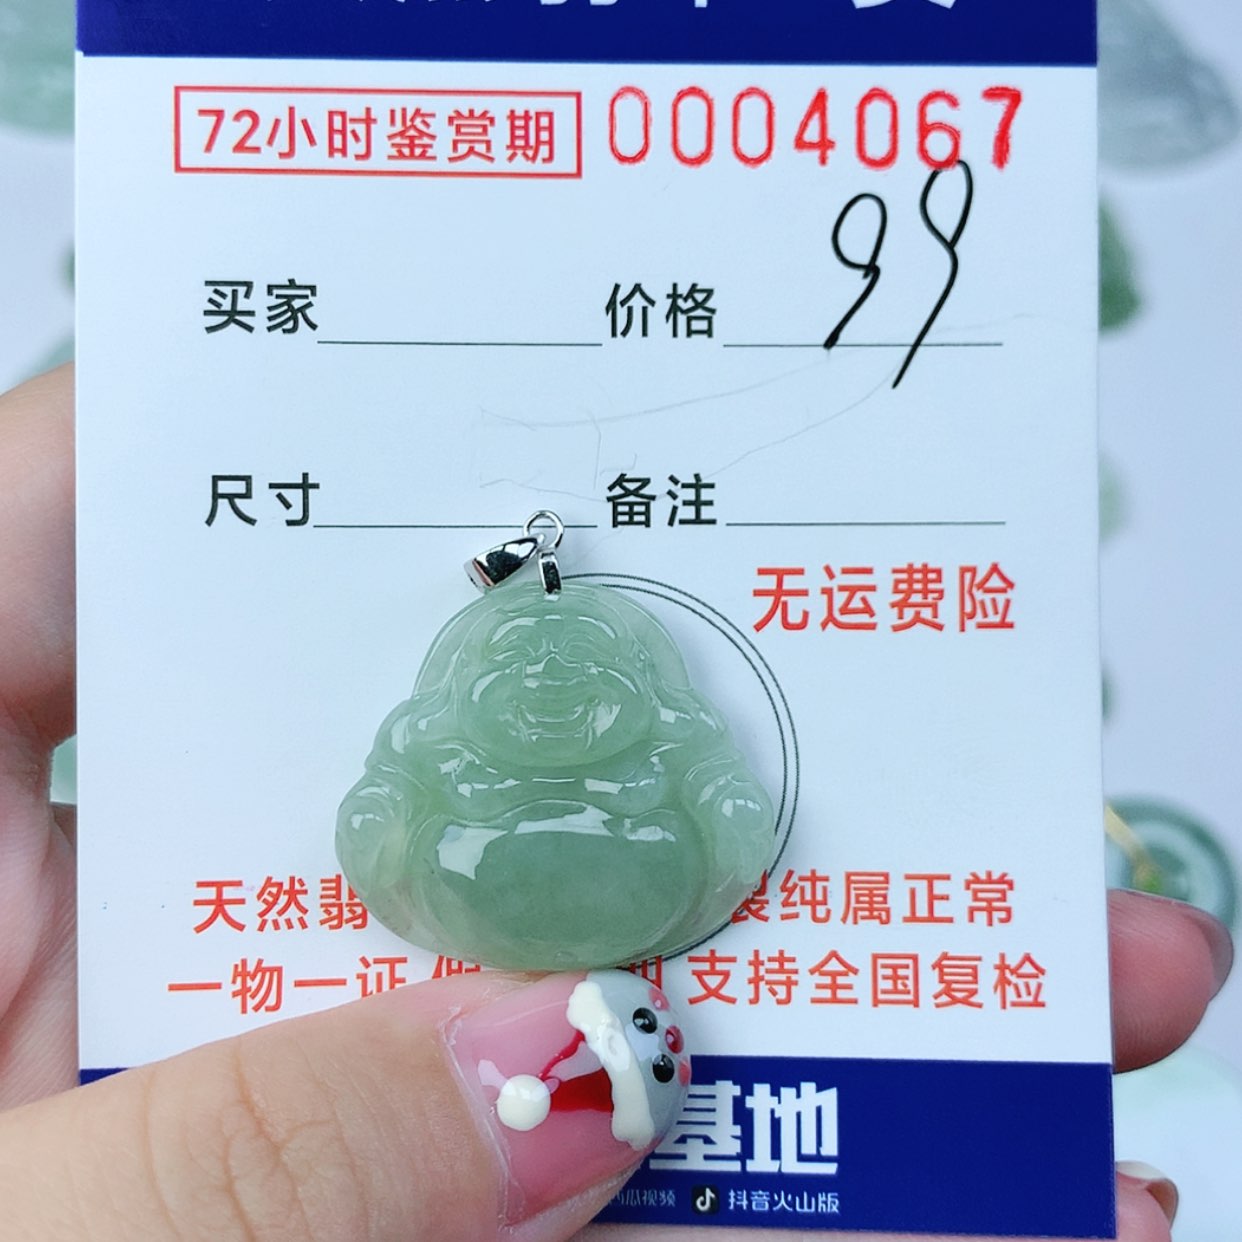 72小时鉴赏期 0004067
买家 价格 99
尺寸 备注
无运费险
天然 纯属正常
一物一证 支持全国复检
基地
视频 抖音火山版